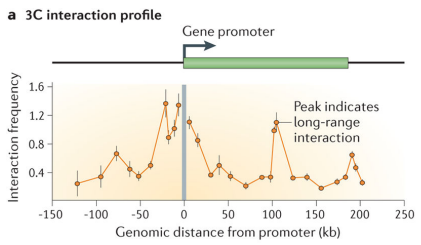 a 3C interaction profile
Gene promoter
Interaction frequency
1.6
1.2
0.8
0.4
Peak indicates
long-range
interaction
-150 -100 -50 0 50 100 150 200 250
Genomic distance from promoter (kb)